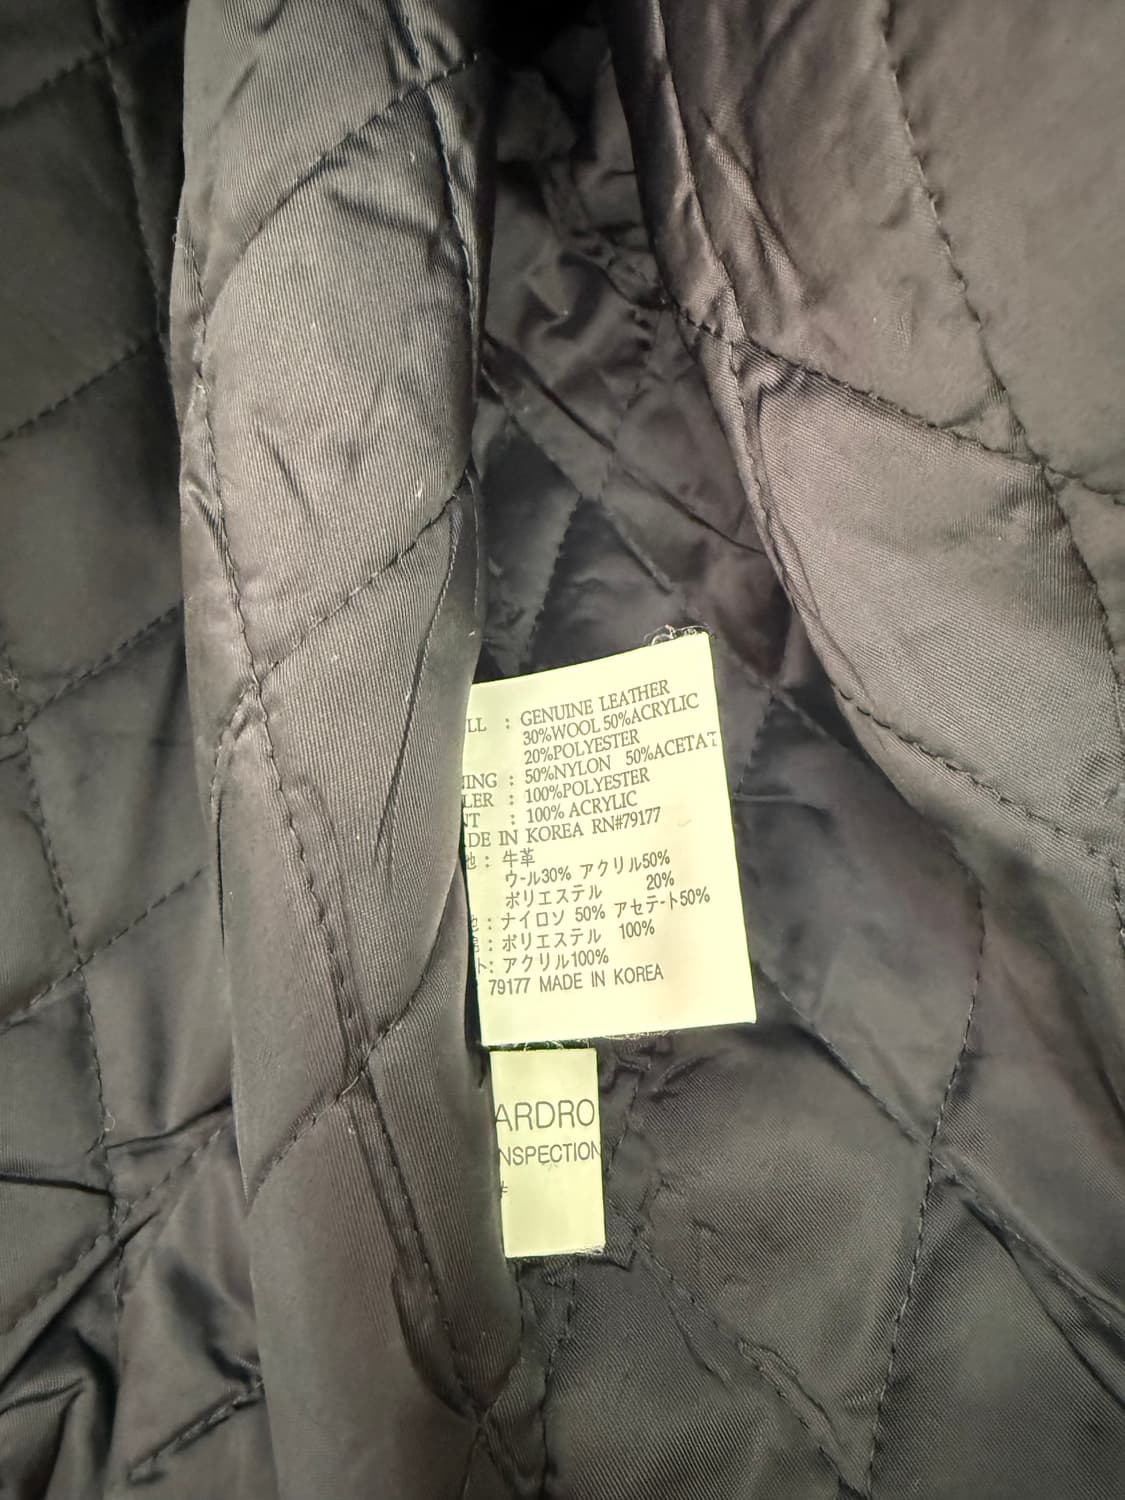 LL : GENUINE LEATHER
30%WOOL 50%ACRYLIC
20%POLYESTER
NING : 50%NYLON 50%ACETAT
LER : 100%POLYESTER
NT : 100% ACRYLIC
DE IN KOREA RN#79177
地 : 牛革
ウール30% アクリル50%
ポリエステル 20%
地 : ナイロソ 50% アセテート50%
: ポリエステル 100%
ト: アクリル100%
79177 MADE IN KOREA
ARDRO
NSPECTION
#